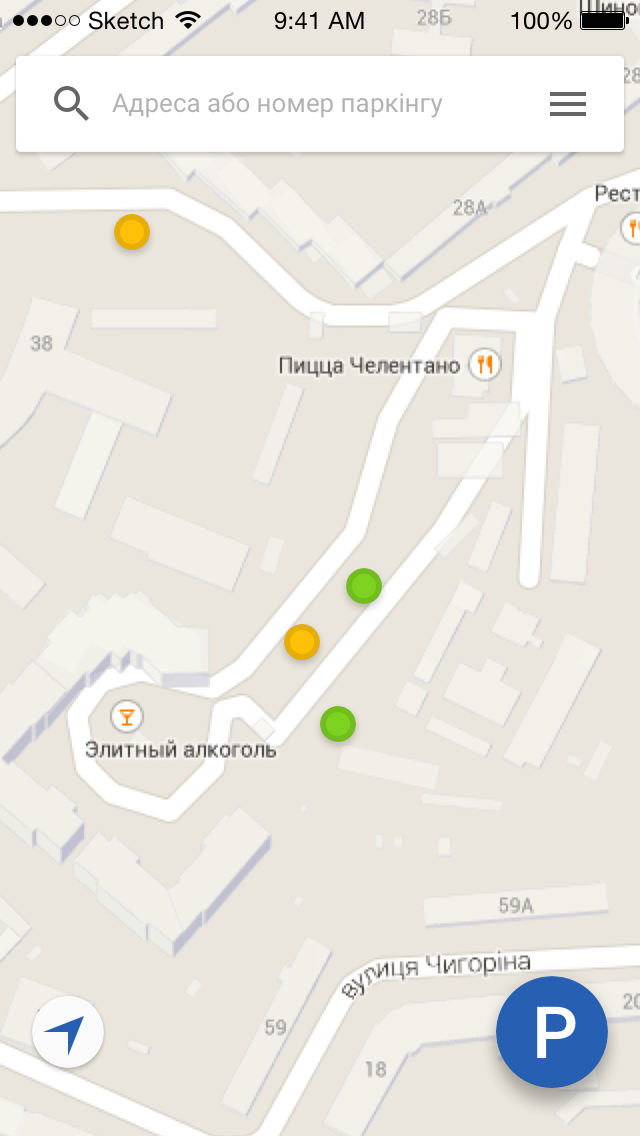 Sketch 9:41 AM 100%
28Б
Адреса або номер паркінгу
28А
38
Пицца Челентано
Элитный алкоголь
59А
вулиця Чигоріна
59
18
P